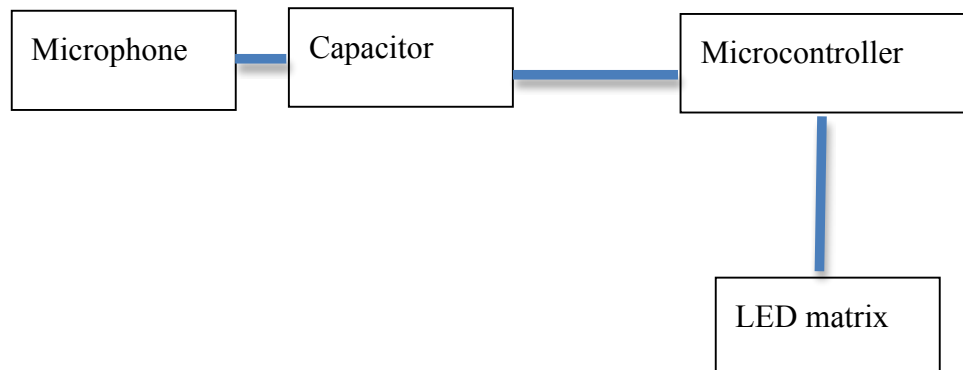 Microphone
Capacitor
Microcontroller
LED matrix